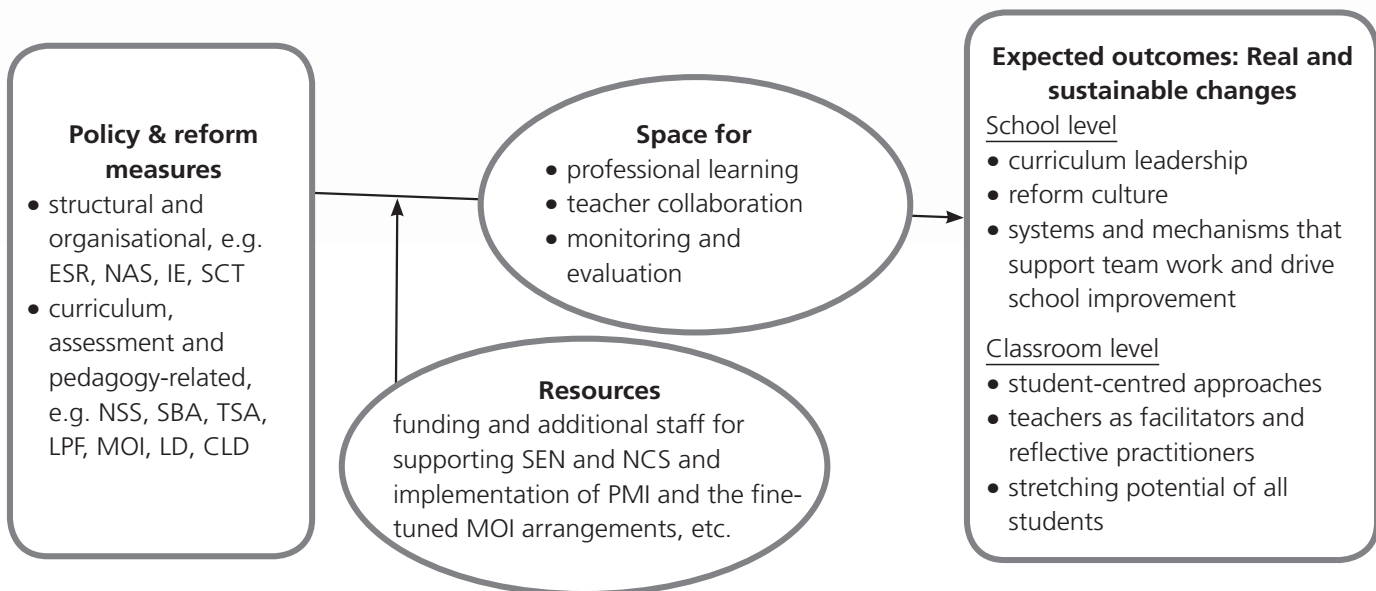 Policy & reform
measures
• structural and
organisational, e.g.
ESR, NAS, IE, SCT
• curriculum,
assessment and
pedagogy-related,
e.g. NSS, SBA, TSA,
LPF, MOI, LD, CLD
Space for
• professional learning
• teacher collaboration
• monitoring and
evaluation
Resources
funding and additional staff for
supporting SEN and NCS and
implementation of PMI and the fine-
tuned MOI arrangements, etc.
Expected outcomes: Real and
sustainable changes
School level
• curriculum leadership
• reform culture
• systems and mechanisms that
support team work and drive
school improvement
Classroom level
• student-centred approaches
• teachers as facilitators and
reflective practitioners
• stretching potential of all
students